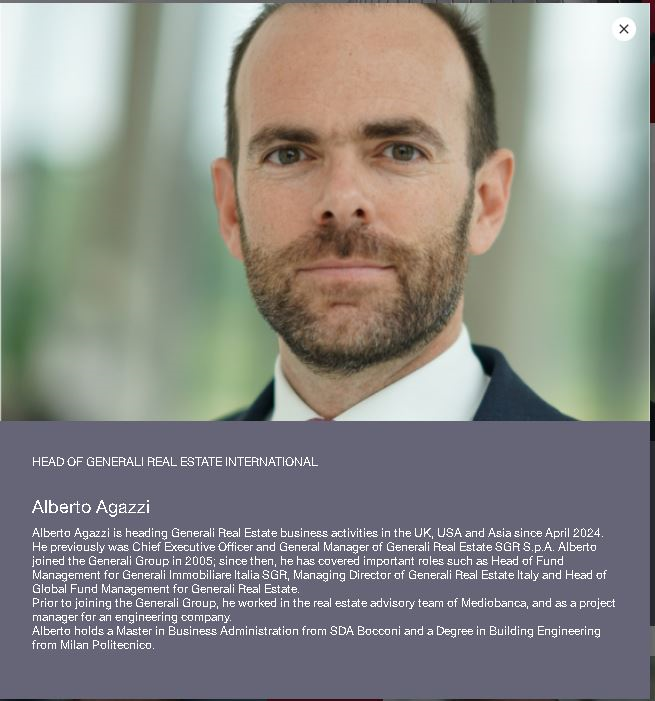 HEAD OF GENERALI REAL ESTATE INTERNATIONAL
Alberto Agazzi
Alberto Agazzi is heading Generali Real Estate business activities in the UK, USA and Asia since April 2024.
He previously was Chief Executive Officer and General Manager of Generali Real Estate SGR S.p.A. Alberto
joined the Generali Group in 2005; since then, he has covered important roles such as Head of Fund
Management for Generali Immobiliare Italia SGR, Managing Director of Generali Real Estate Italy and Head of
Global Fund Management for Generali Real Estate.
Prior to joining the Generali Group, he worked in the real estate advisory team of Mediobanca, and as a project
manager for an engineering company.
Alberto holds a Master in Business Administration from SDA Bocconi and a Degree in Building Engineering
from Milan Politecnico.